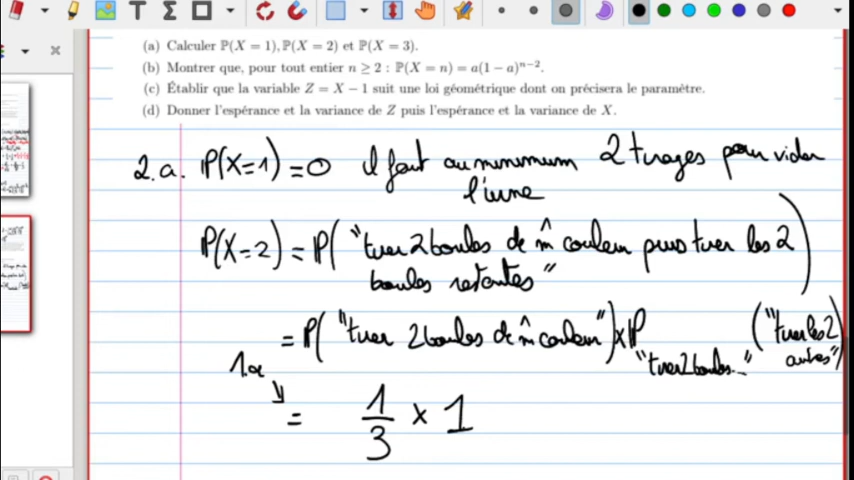 (a) Calculer ℙ(X = 1), ℙ(X = 2) et ℙ(X = 3).
(b) Montrer que, pour tout entier n ≥ 2 : ℙ(X = n) = a(1 − a)ⁿ⁻².
(c) Établir que la variable Z = X − 1 suit une loi géométrique dont on précisera le paramètre.
(d) Donner l'espérance et la variance de Z puis l'espérance et la variance de X.
2.a. ℙ(X=1)=0 il faut au minimum 2 tirages pour vider
l'urne
ℙ(X=2) = ℙ("tirer 2 boules de m̂ couleur puis tirer les 2
boules restantes")
= ℙ("tirer 2 boules de m̂ couleur") × ℙ "tirer 2 boules..." ("tirer les 2
autres")
1.a
= 1/3 × 1